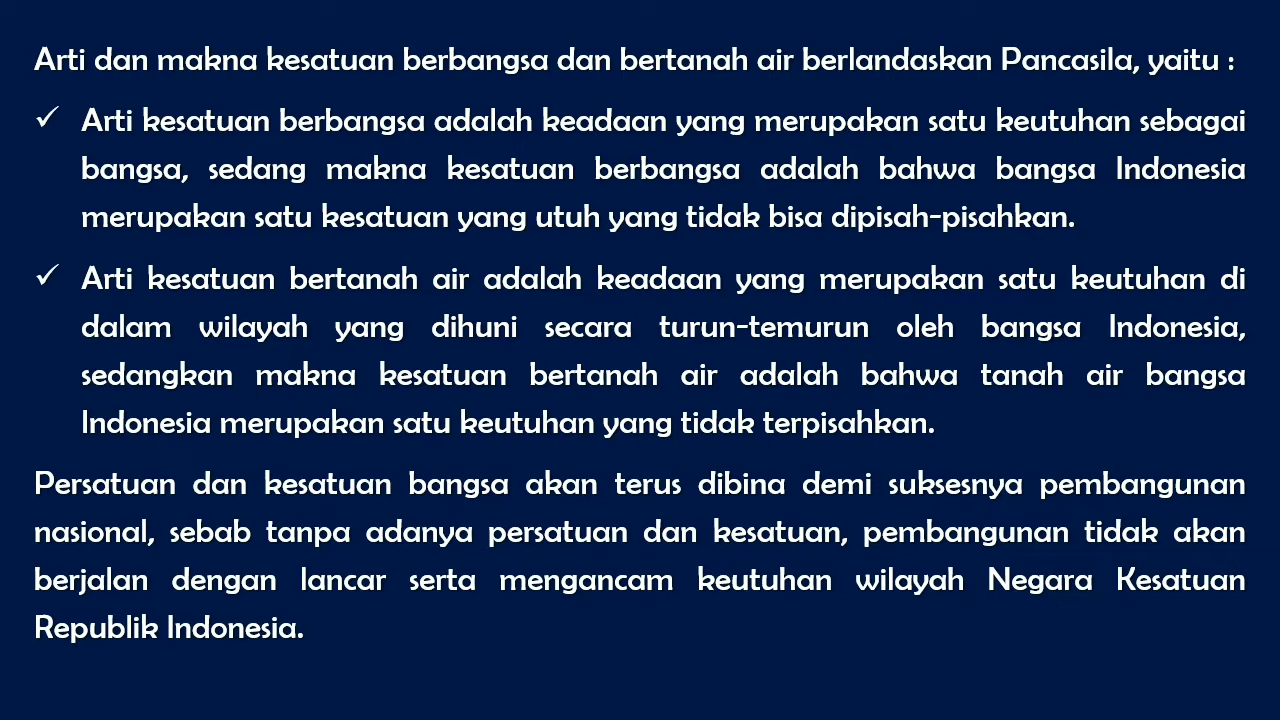 Arti dan makna kesatuan berbangsa dan bertanah air berlandaskan Pancasila, yaitu :
✓ Arti kesatuan berbangsa adalah keadaan yang merupakan satu keutuhan sebagai
bangsa, sedang makna kesatuan berbangsa adalah bahwa bangsa Indonesia
merupakan satu kesatuan yang utuh yang tidak bisa dipisah-pisahkan.
✓ Arti kesatuan bertanah air adalah keadaan yang merupakan satu keutuhan di
dalam wilayah yang dihuni secara turun-temurun oleh bangsa Indonesia,
sedangkan makna kesatuan bertanah air adalah bahwa tanah air bangsa
Indonesia merupakan satu keutuhan yang tidak terpisahkan.
Persatuan dan kesatuan bangsa akan terus dibina demi suksesnya pembangunan
nasional, sebab tanpa adanya persatuan dan kesatuan, pembangunan tidak akan
berjalan dengan lancar serta mengancam keutuhan wilayah Negara Kesatuan
Republik Indonesia.